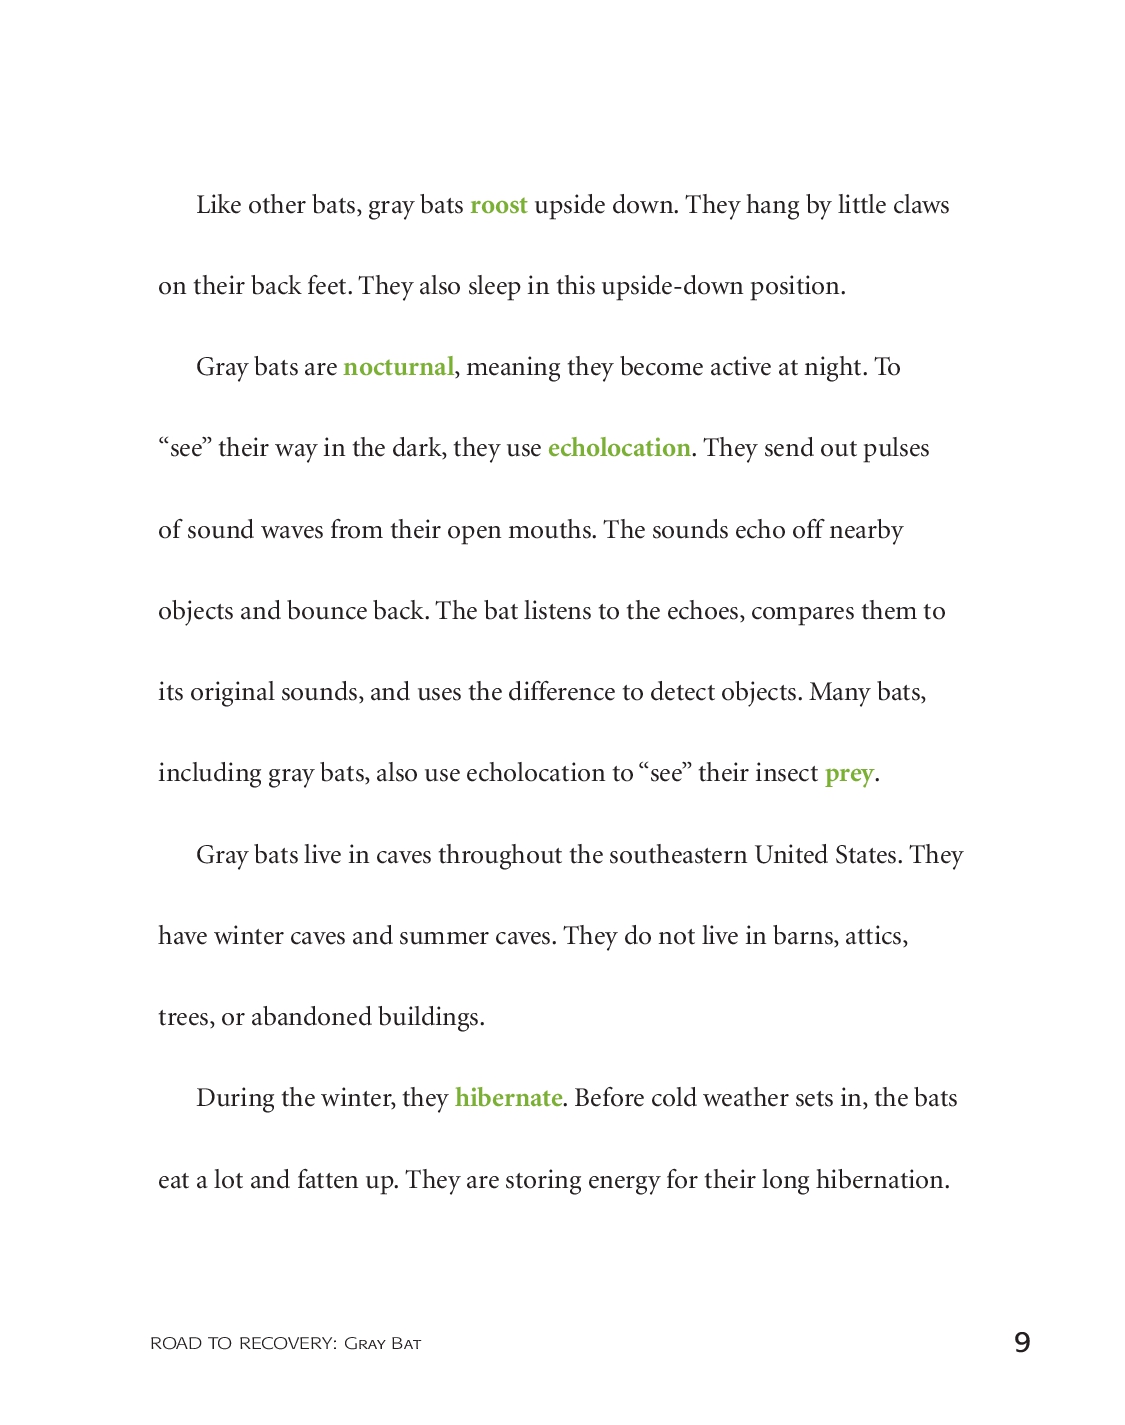 Like other bats, gray bats roost upside down. They hang by little claws
on their back feet. They also sleep in this upside-down position.
Gray bats are nocturnal, meaning they become active at night. To
“see” their way in the dark, they use echolocation. They send out pulses
of sound waves from their open mouths. The sounds echo off nearby
objects and bounce back. The bat listens to the echoes, compares them to
its original sounds, and uses the difference to detect objects. Many bats,
including gray bats, also use echolocation to “see” their insect prey.
Gray bats live in caves throughout the southeastern United States. They
have winter caves and summer caves. They do not live in barns, attics,
trees, or abandoned buildings.
During the winter, they hibernate. Before cold weather sets in, the bats
eat a lot and fatten up. They are storing energy for their long hibernation.
ROAD TO RECOVERY: Gray Bat 9